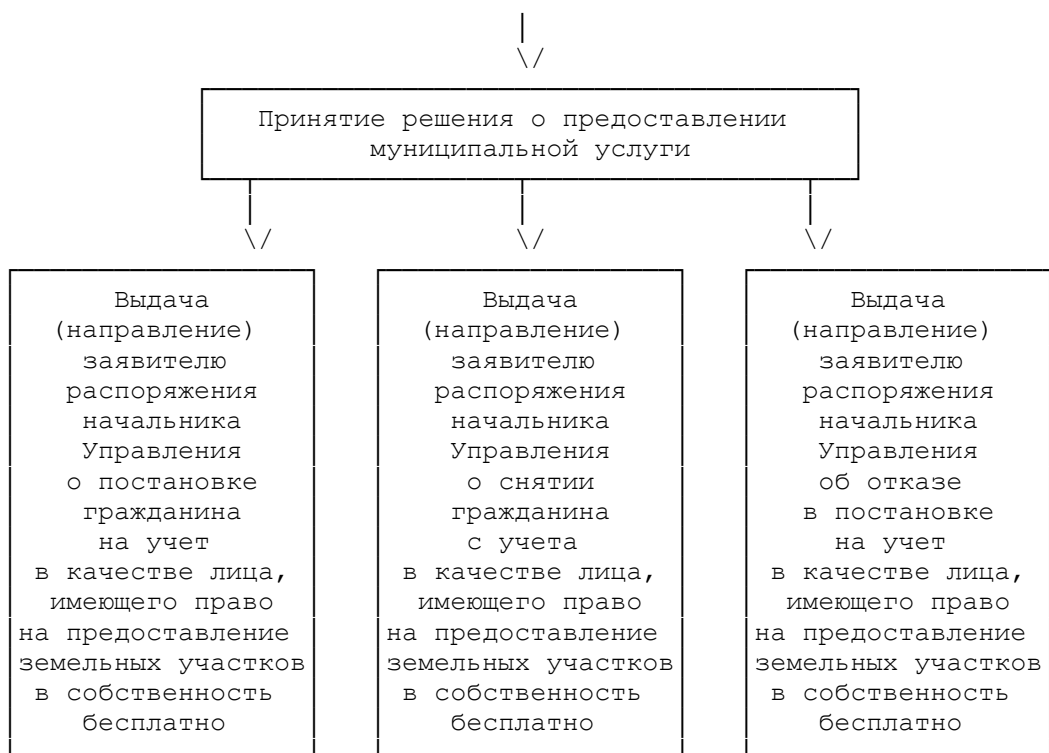 Принятие решения о предоставлении
муниципальной услуги
Выдача
(направление)
заявителю
распоряжения
начальника
Управления
о постановке
гражданина
на учет
в качестве лица,
имеющего право
на предоставление
земельных участков
в собственность
бесплатно
Выдача
(направление)
заявителю
распоряжения
начальника
Управления
о снятии
гражданина
с учета
в качестве лица,
имеющего право
на предоставление
земельных участков
в собственность
бесплатно
Выдача
(направление)
заявителю
распоряжения
начальника
Управления
об отказе
в постановке
на учет
в качестве лица,
имеющего право
на предоставление
земельных участков
в собственность
бесплатно